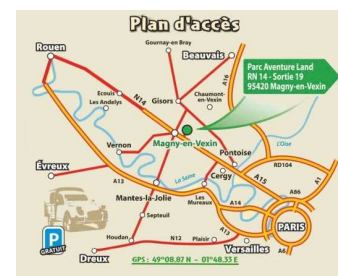 Plan d'accès
Gournay-en Bray
Rouen
Beauvais
Parc Aventure Land
RN 14 - Sortie 19
95420 Magny-en-Vexin
A16
Ecouis
Les Andelys
N14
Gisors
Chaumont-en-Vexin
Magny-en-Vexin
Vernon
Pontoise
L'Oise
RD104
A1
Évreux
A13
La Seine
Cergy
A15
A86
Mantes-la-Jolie
Les Mureaux
A14
PARIS
Septeuil
A13
P
GRATUIT
Houdan
N12
Plaisir
Versailles
A6
Dreux
GPS : 49°08.87 N - 01°48.33 E